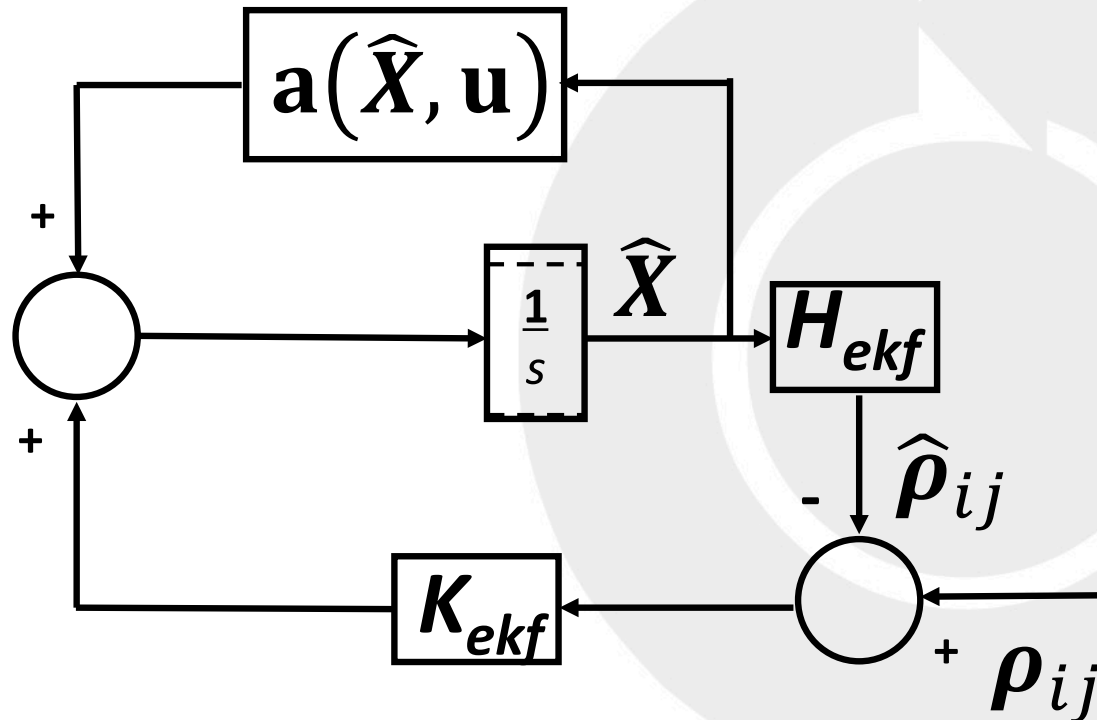 a(X̂, u)
+
X̂
1
s
H_ekf
+
-
ρ̂_ij
K_ekf
+
ρ_ij